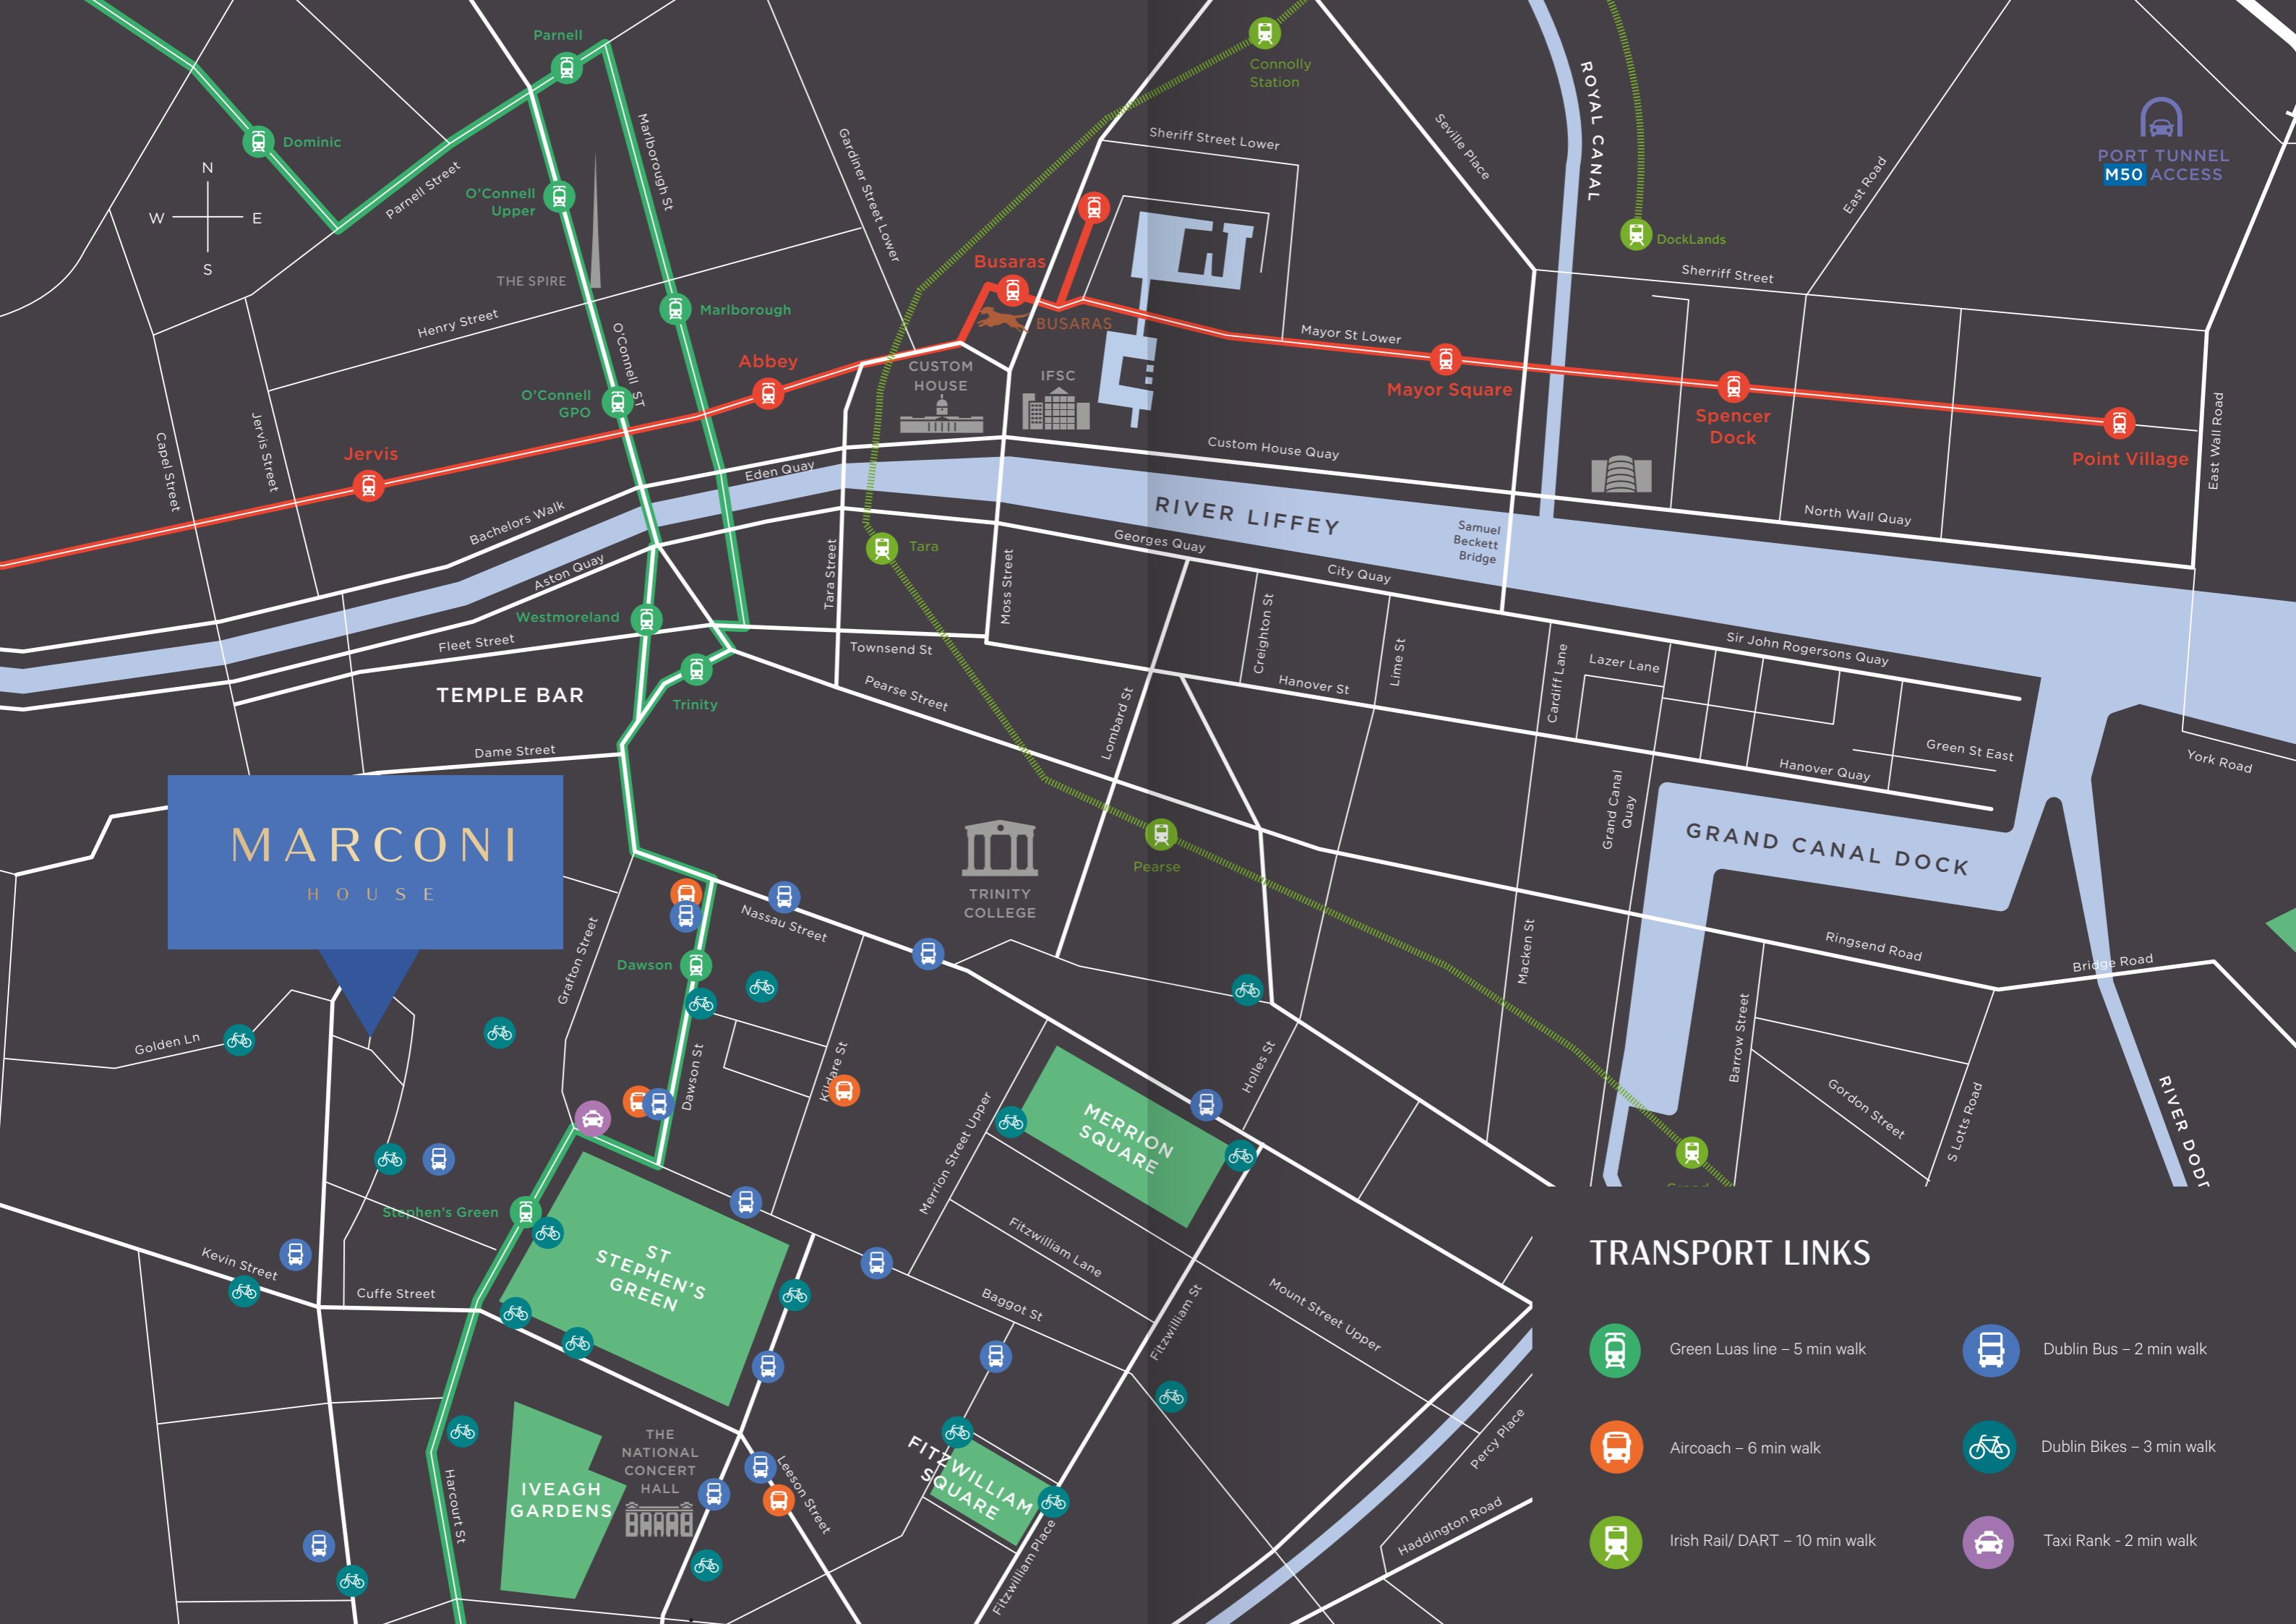 Parnell
Connolly
Station
ROYAL CANAL
PORT TUNNEL
M50 ACCESS
Dominic
N
W
E
S
Parnell Street
O'Connell
Upper
Marlborough St
Gardiner Street Lower
Sheriff Street Lower
Seville Place
East Road
DockLands
Sherriff Street
THE SPIRE
Busaras
BUSARAS
Marlborough
Henry Street
O'Connell ST
Mayor St Lower
Abbey
CUSTOM
HOUSE
IFSC
Mayor Square
Spencer
Dock
Point Village
East Wall Road
O'Connell
GPO
Capel Street
Jervis Street
Jervis
Eden Quay
Custom House Quay
Bachelors Walk
RIVER LIFFEY
Samuel
Beckett
Bridge
North Wall Quay
Aston Quay
Tara
Tara Street
Moss Street
Georges Quay
City Quay
Creighton St
Lime St
Westmoreland
Fleet Street
Townsend St
Sir John Rogersons Quay
Lazer Lane
Cardiff Lane
Hanover St
Pearse Street
Lombard St
TEMPLE BAR
Trinity
Dame Street
Green St East
Hanover Quay
York Road
Grand Canal
Quay
GRAND CANAL DOCK
MARCONI
HOUSE
Pearse
TRINITY
COLLEGE
Nassau Street
Grafton Street
Dawson
Macken St
Ringsend Road
Bridge Road
Golden Ln
Dawson St
Kildare St
Holles St
Barrow Street
Gordon Street
S Lotts Road
RIVER DODD
Merrion Street Upper
MERRION
SQUARE
Stephen's Green
ST
STEPHEN'S
GREEN
Kevin Street
Cuffe Street
Fitzwilliam Lane
Baggot St
Fitzwilliam St
Mount Street Upper
Percy Place
Haddington Road
Harcourt St
IVEAGH
GARDENS
THE
NATIONAL
CONCERT
HALL
Leeson Street
FITZWILLIAM
SQUARE
Fitzwilliam Place
TRANSPORT LINKS
Green Luas line – 5 min walk
Dublin Bus – 2 min walk
Aircoach – 6 min walk
Dublin Bikes – 3 min walk
Irish Rail/ DART – 10 min walk
Taxi Rank - 2 min walk